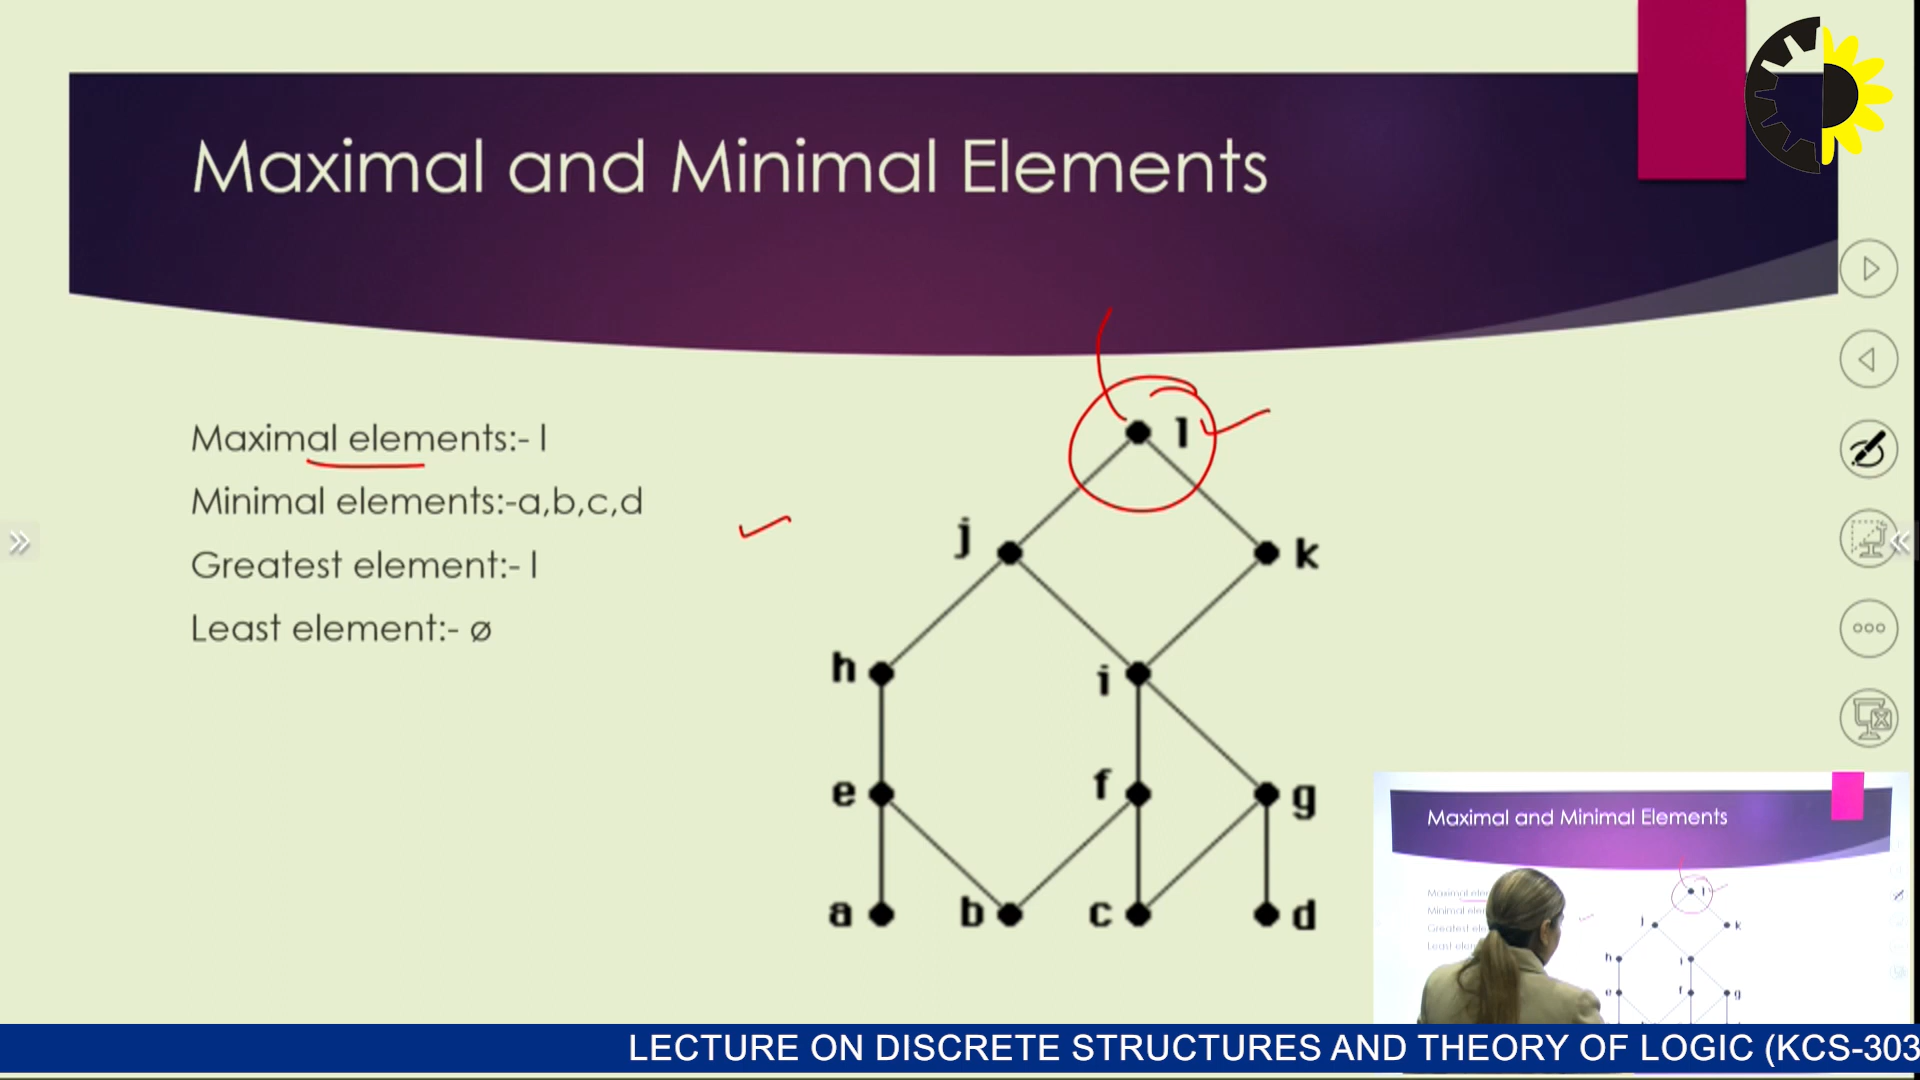 Maximal and Minimal Elements
Maximal elements:- l
Minimal elements:-a,b,c,d
Greatest element:- l
Least element:- ø
l
j
k
h
i
e
f
g
a
b
c
d
Maximal and Minimal Elements
j
k
h
i
e
f
g
LECTURE ON DISCRETE STRUCTURES AND THEORY OF LOGIC (KCS-303